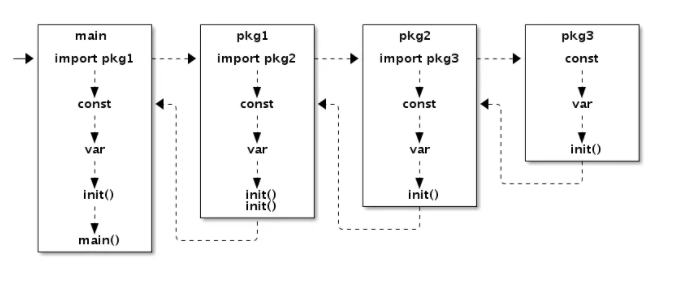 main
import pkg1
const
var
init()
main()
pkg1
import pkg2
const
var
init()
init()
pkg2
import pkg3
const
var
init()
pkg3
const
var
init()